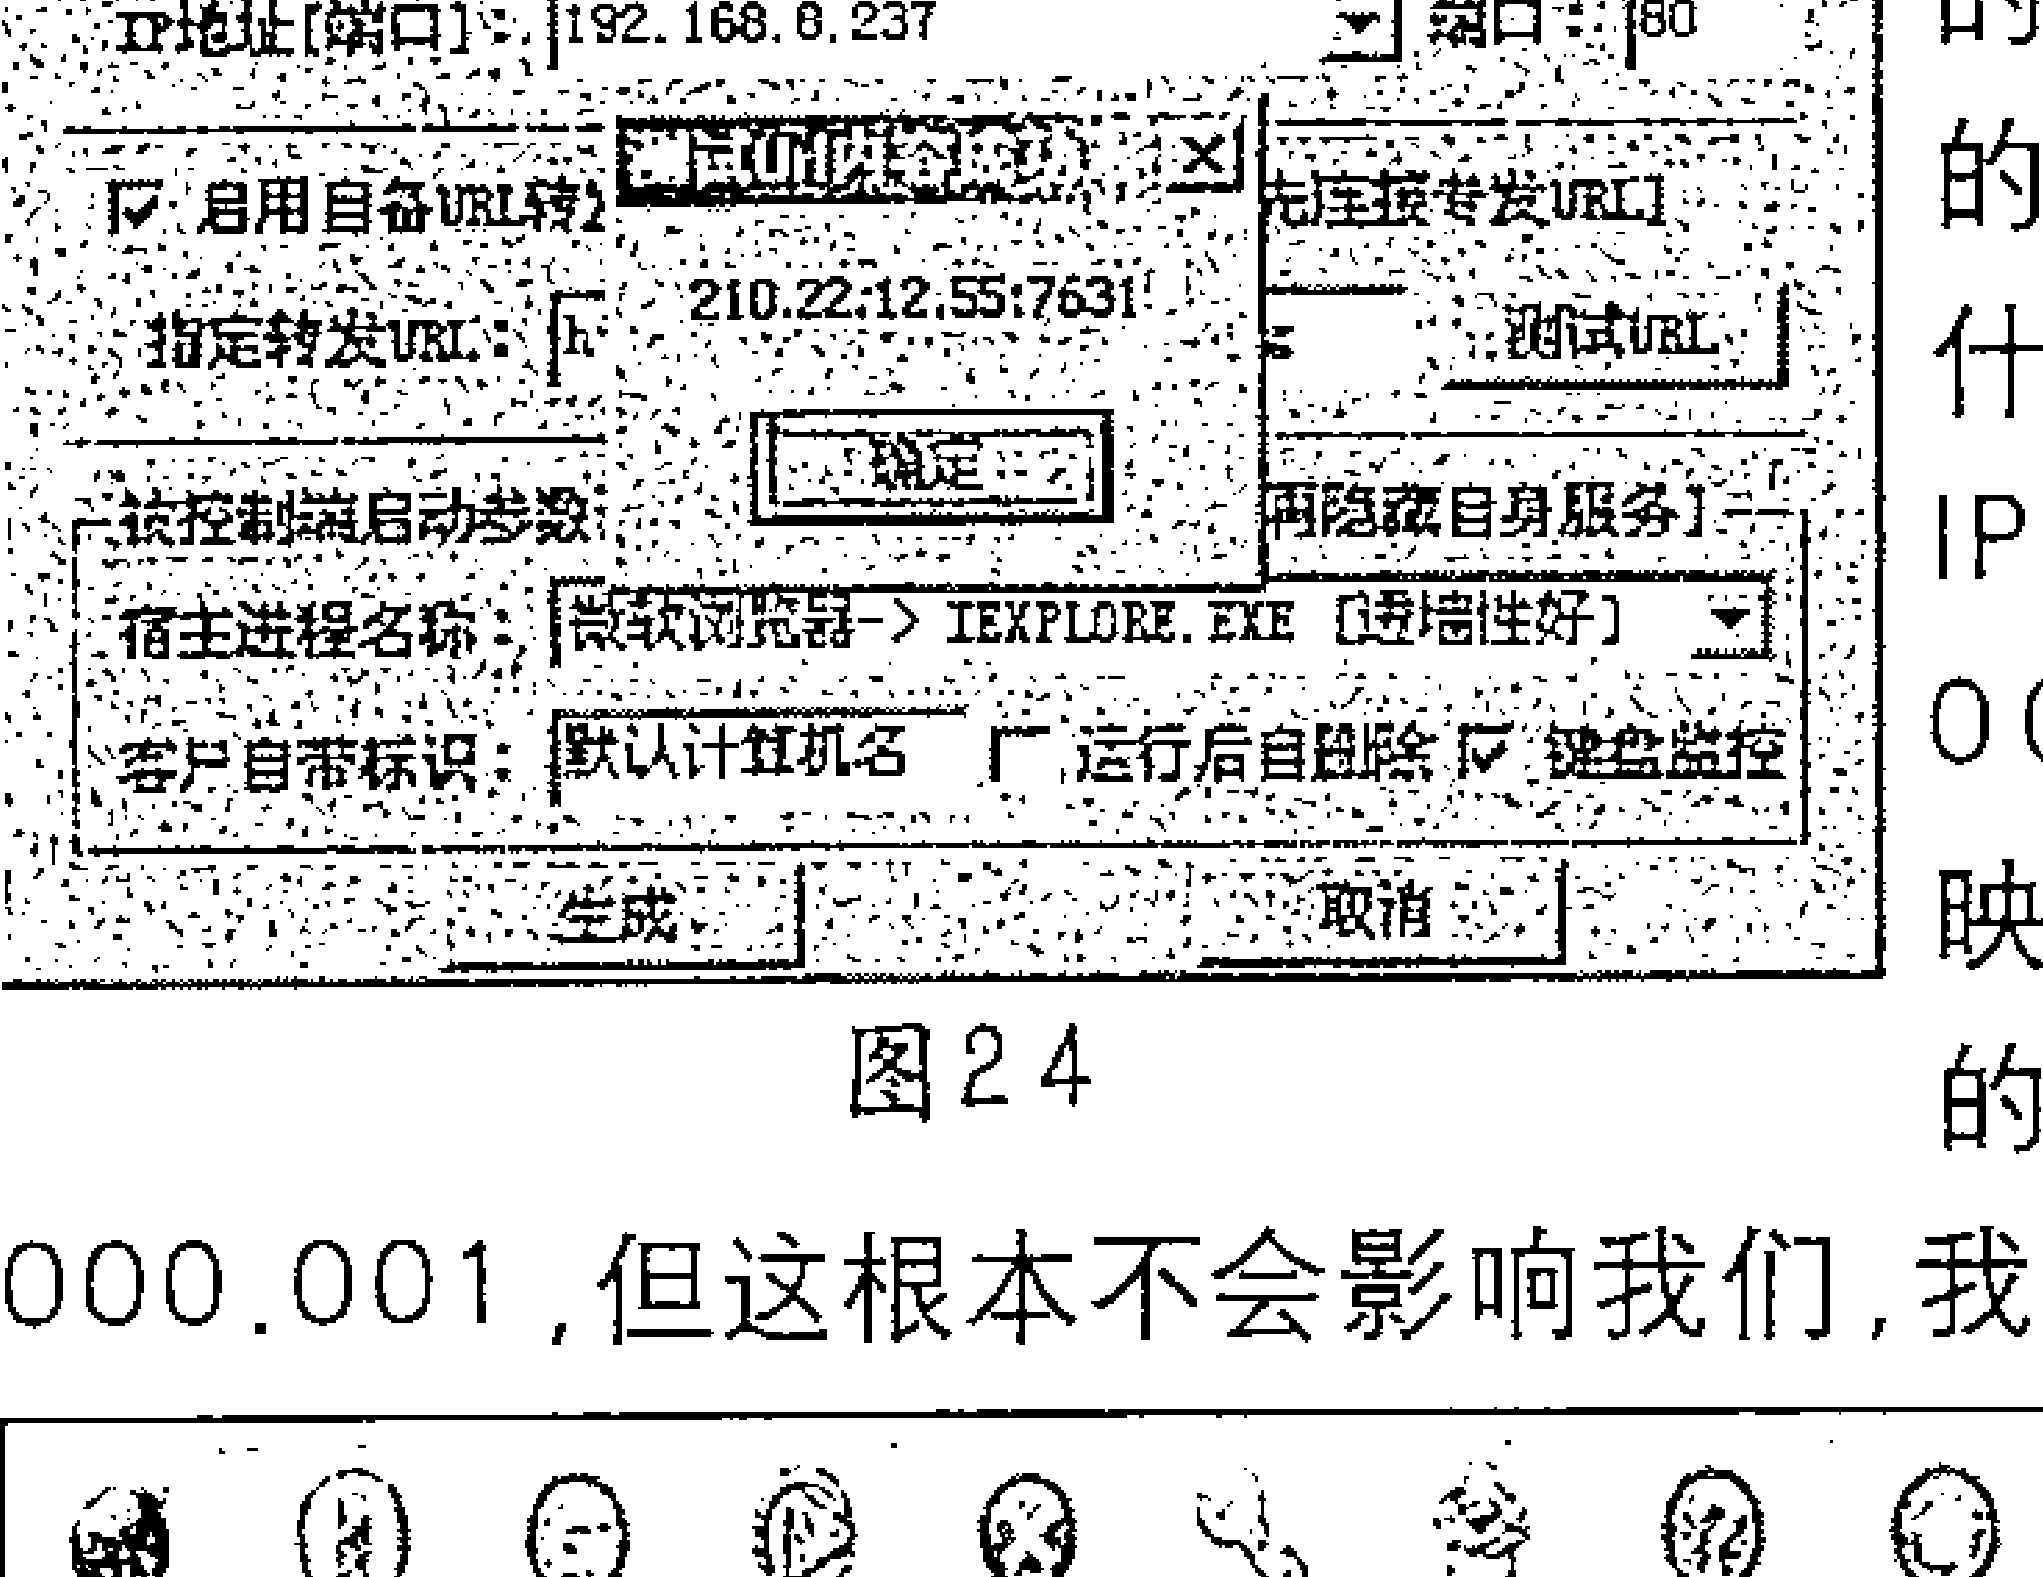 IP地址[端口]: 192.168.8.237 端口: 80
启用自备URL转发 先连接转发URL]
210.22.12.55:7631
指定转发URL: h 测试URL
确定
被控制端启动参数 再隐藏自身服务]
宿主进程名称: 微软浏览器-> IEXPLORE.EXE [透墙性好]
客户自带标识: 默认计算机名 运行后自删除 键盘监控
生成 取消
图24
的
的
什
IP
0
映
的
000.001,但这根本不会影响我们,我